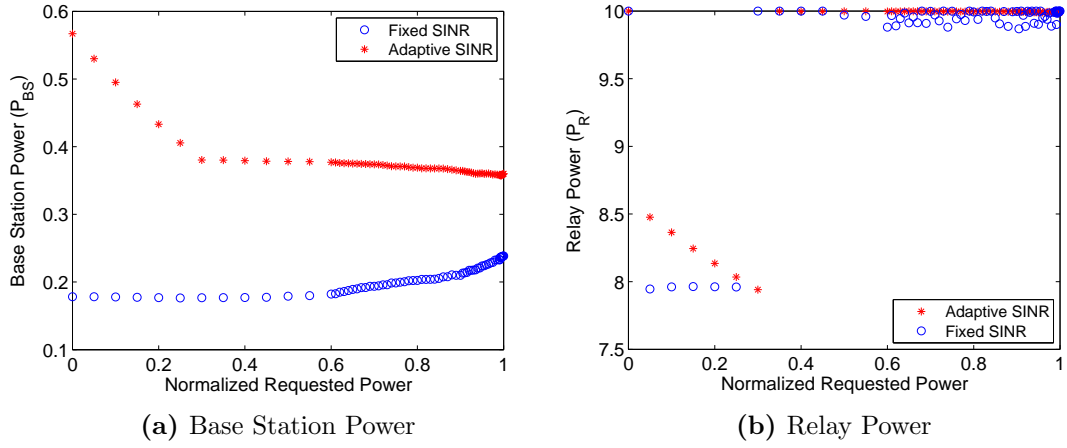 0.6
0.5
0.4
0.3
0.2
0.1
Base Station Power (P_BS)
0 0.2 0.4 0.6 0.8 1
Normalized Requested Power
Fixed SINR
Adaptive SINR
(a) Base Station Power
10
9.5
9
8.5
8
7.5
Relay Power (P_R)
0 0.2 0.4 0.6 0.8 1
Normalized Requested Power
Adaptive SINR
Fixed SINR
(b) Relay Power